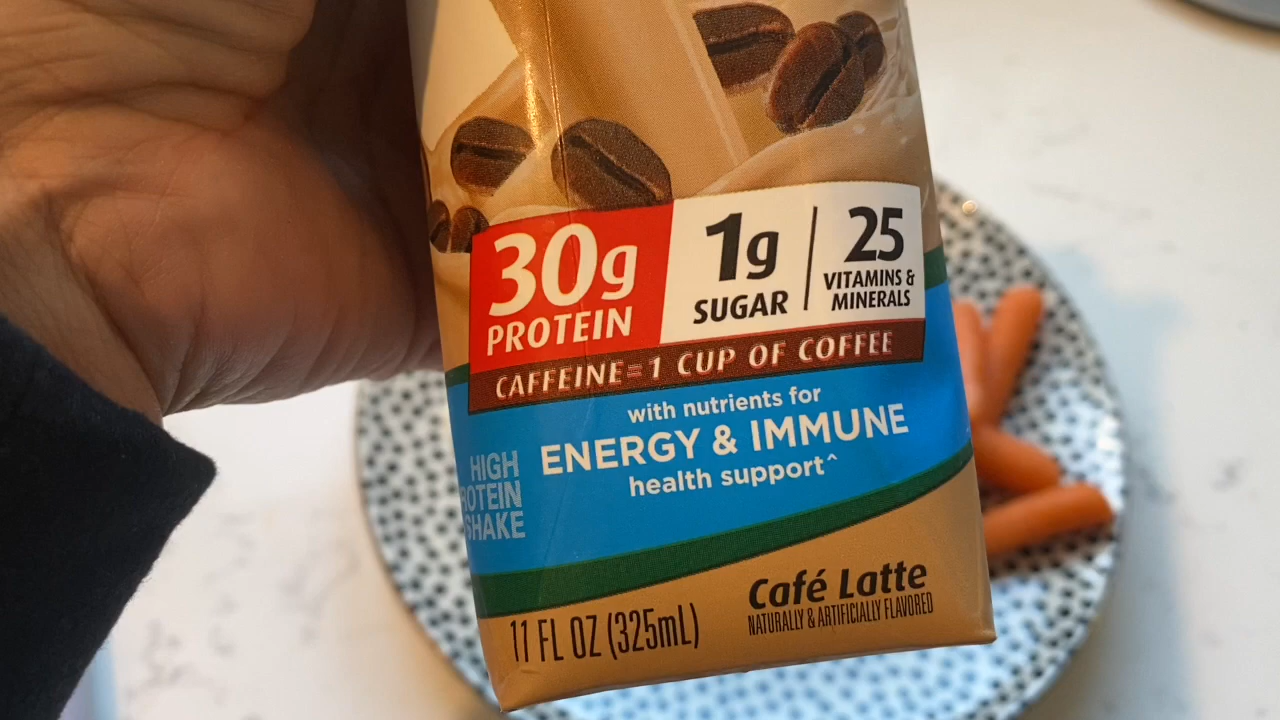 30g
PROTEIN
1g
SUGAR
25
VITAMINS &
MINERALS
CAFFEINE=1 CUP OF COFFEE
with nutrients for
ENERGY & IMMUNE
health support^
HIGH
ROTEIN
SHAKE
Café Latte
NATURALLY & ARTIFICIALLY FLAVORED
11 FL OZ (325mL)